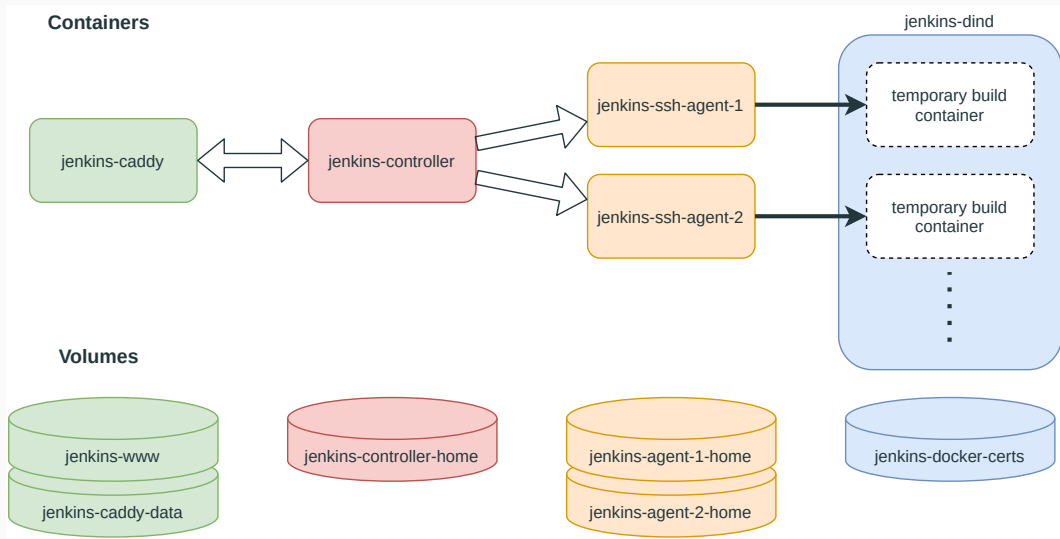 Containers
jenkins-dind
jenkins-caddy
jenkins-controller
jenkins-ssh-agent-1
temporary build
container
jenkins-ssh-agent-2
temporary build
container
Volumes
jenkins-www
jenkins-caddy-data
jenkins-controller-home
jenkins-agent-1-home
jenkins-agent-2-home
jenkins-docker-certs